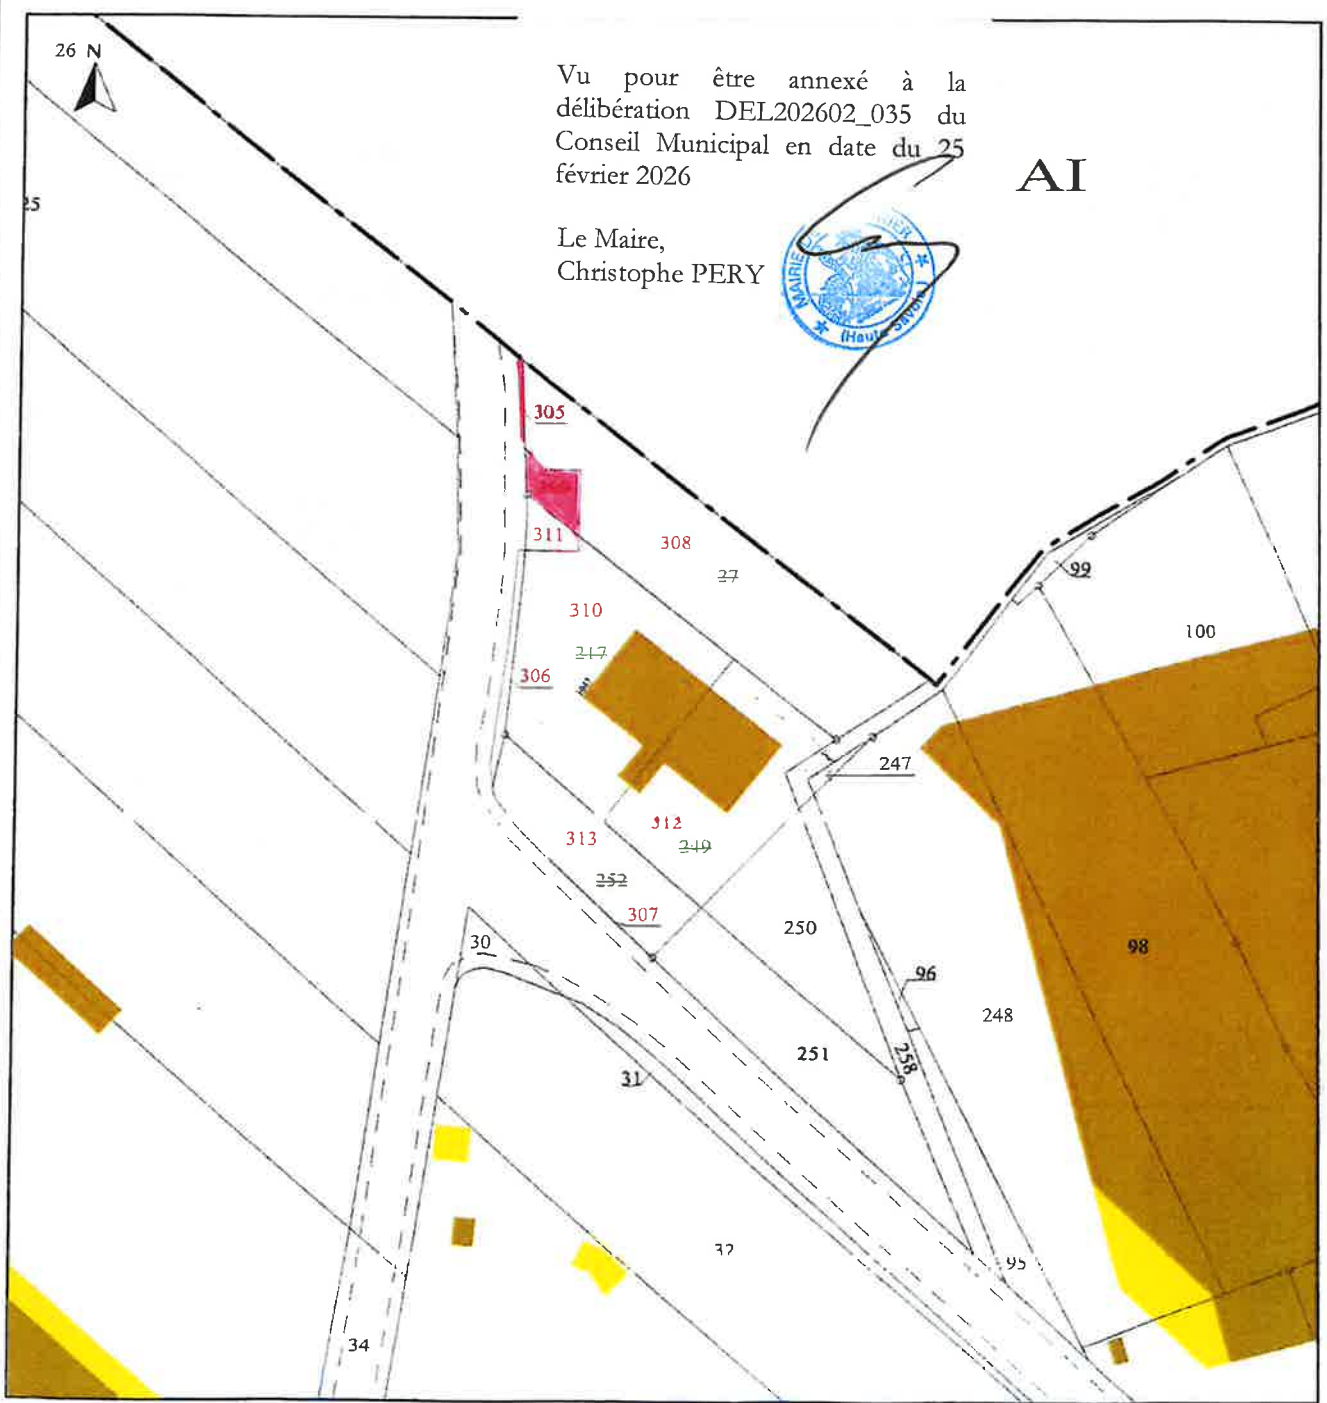 26 N
Vu pour être annexé à la
délibération DEL202602_035 du
Conseil Municipal en date du 25
février 2026
AI
25
Le Maire,
Christophe PERY
MAIRIE
(Haute Savoie)
305
311
308
27
99
310
100
217
306
247
312
313
249
252
307
250
30
98
96
248
251
258
31
32
95
34